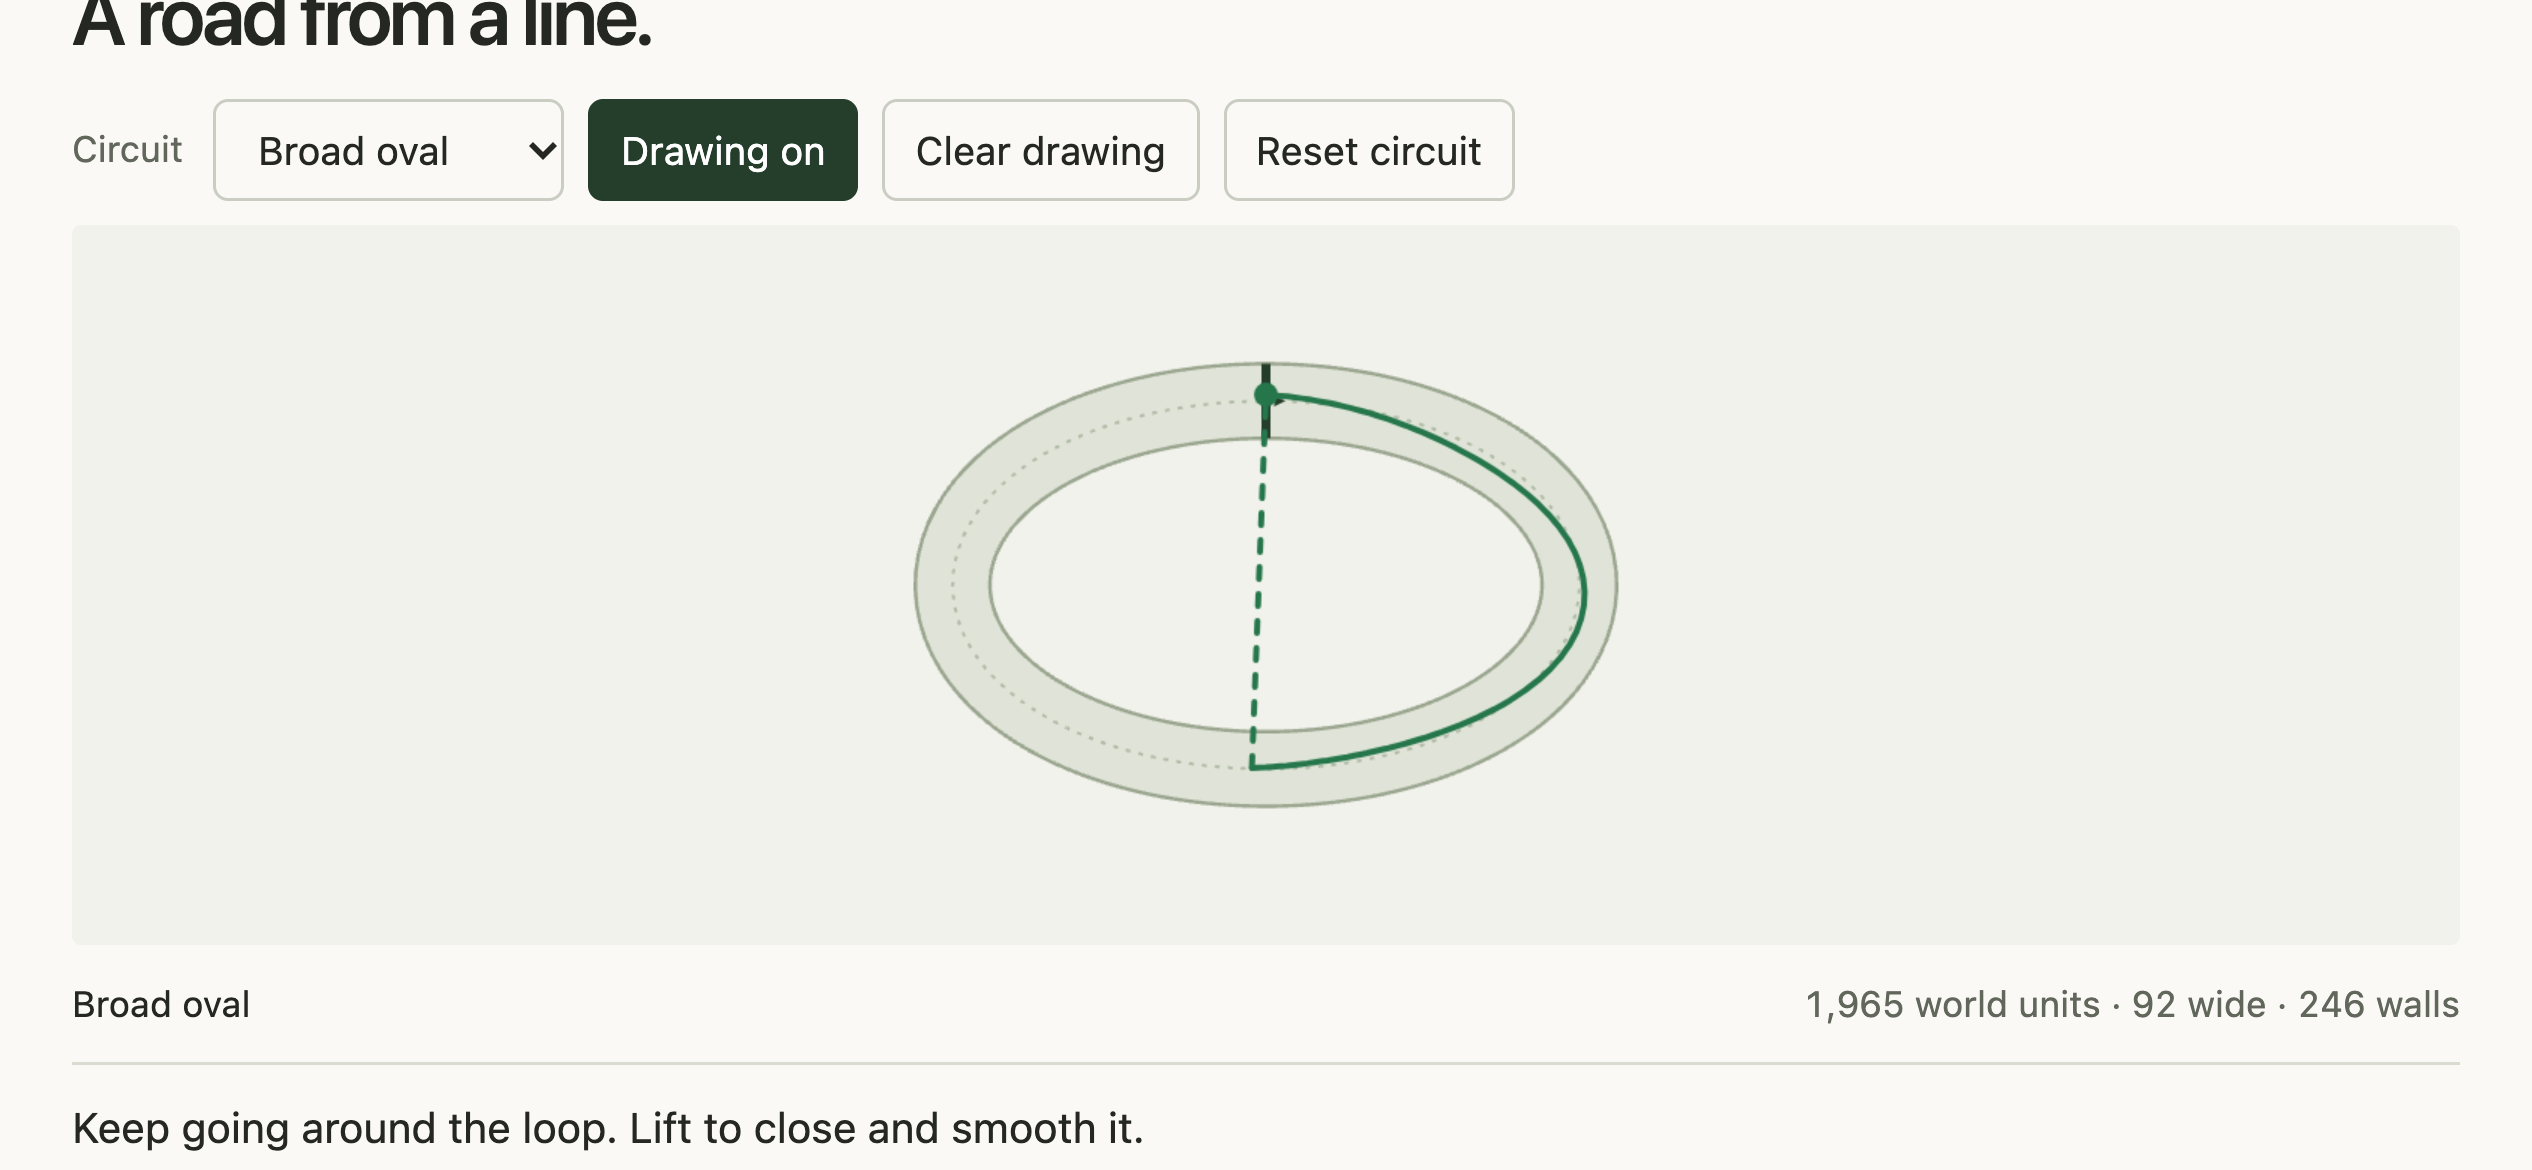 A road from a line.
Circuit Broad oval Drawing on Clear drawing Reset circuit
Broad oval 1,965 world units · 92 wide · 246 walls
Keep going around the loop. Lift to close and smooth it.